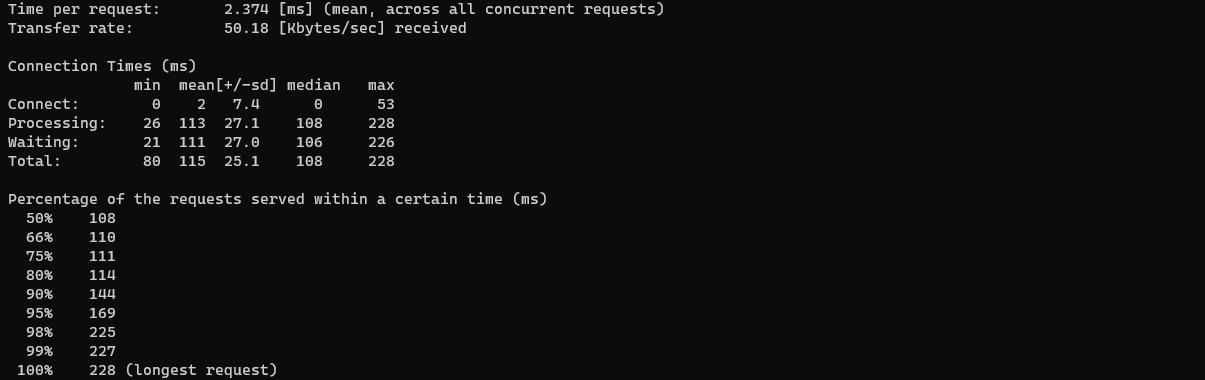 Time per request:       2.374 [ms] (mean, across all concurrent requests)
Transfer rate:          50.18 [Kbytes/sec] received

Connection Times (ms)
              min  mean[+/-sd] median   max
Connect:        0    2   7.4      0      53
Processing:    26  113  27.1    108     228
Waiting:       21  111  27.0    106     226
Total:         80  115  25.1    108     228

Percentage of the requests served within a certain time (ms)
  50%    108
  66%    110
  75%    111
  80%    114
  90%    144
  95%    169
  98%    225
  99%    227
 100%    228 (longest request)